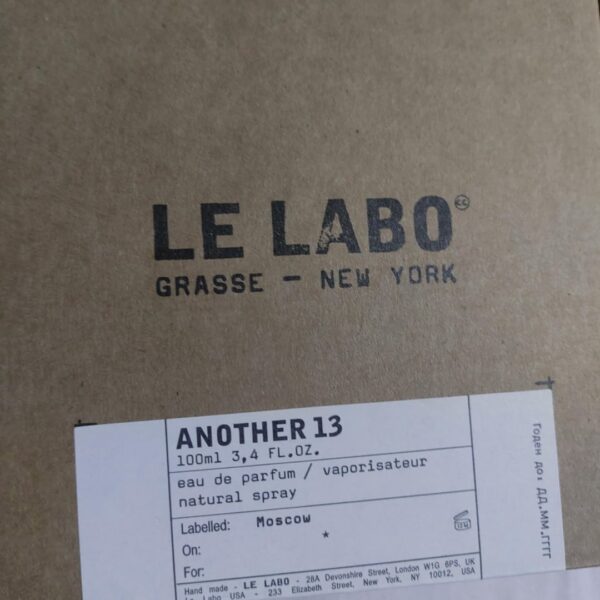 LE LABO
GRASSE — NEW YORK
ANOTHER 13
100ml 3,4 FL.OZ.
eau de parfum / vaporisateur
natural spray
Labelled: Moscow
On: *
For:
Hand made - LE LABO - 28A Devonshire Street, London W1G 6PS, UK
Le Labo USA - 233 Elizabeth Street, New York, NY 10012, USA
Годен до: ДД.ММ.ГГГГ